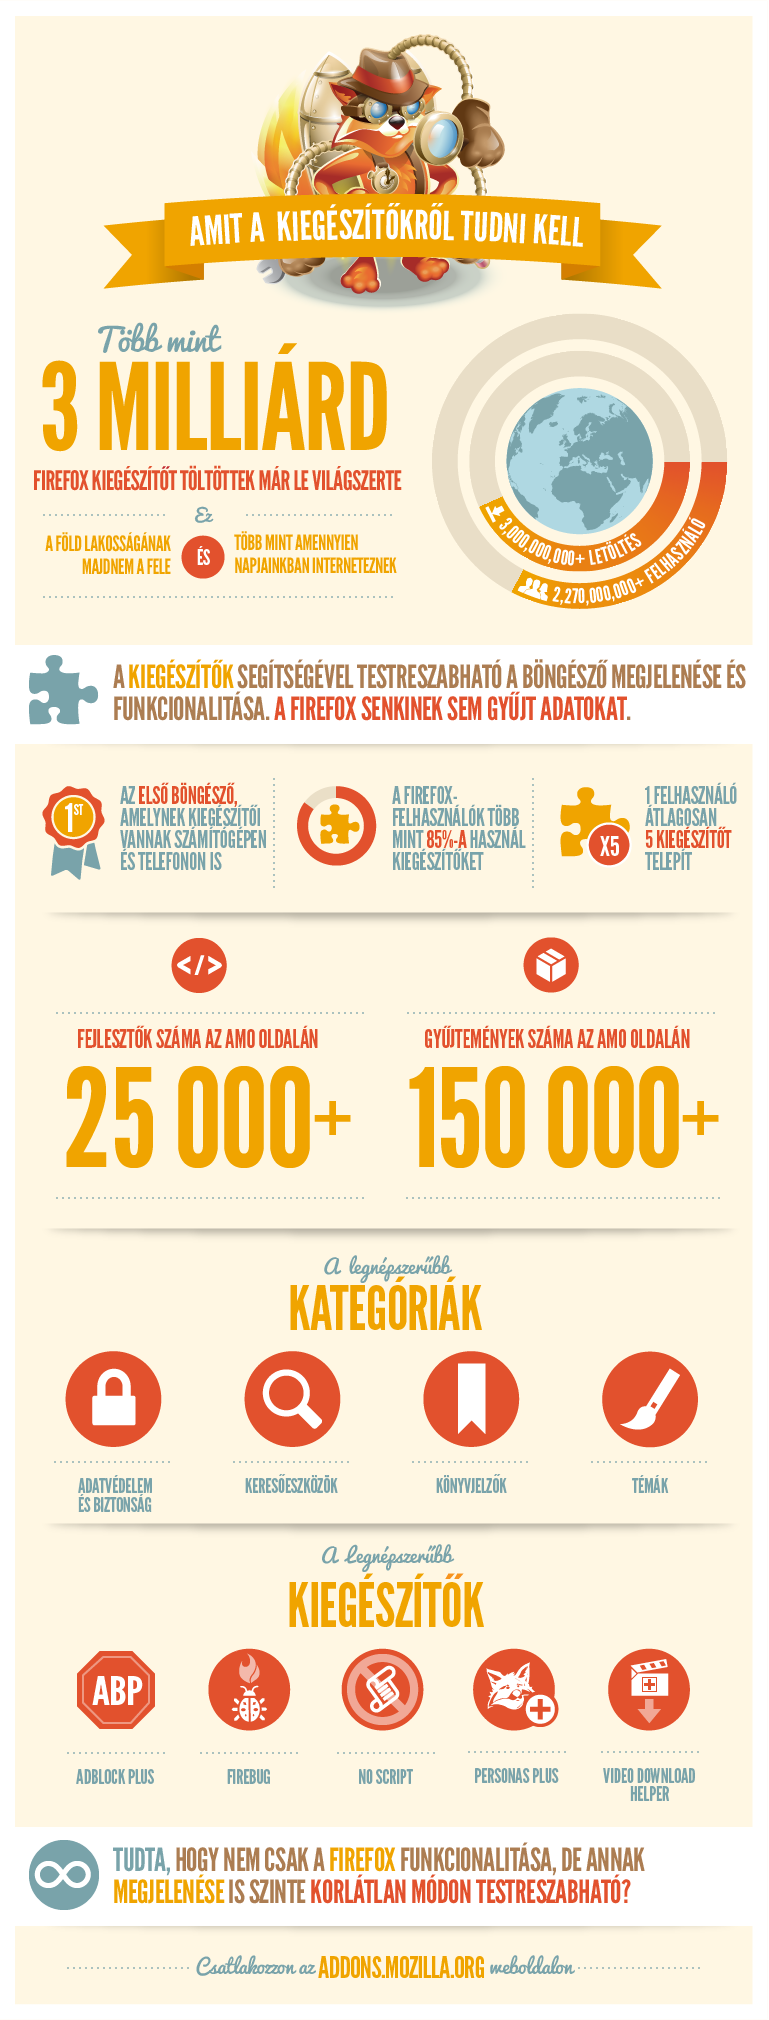 AMIT A KIEGÉSZÍTŐKRŐL TUDNI KELL
Több mint
3 MILLIÁRD
FIREFOX KIEGÉSZÍTŐT TÖLTÖTTEK MÁR LE VILÁGSZERTE
Ez
A FÖLD LAKOSSÁGÁNAK
MAJDNEM A FELE
ÉS
TÖBB MINT AMENNYIEN
NAPJAINKBAN INTERNETEZNEK
3,000,000,000+ LETÖLTÉS
2,270,000,000+ FELHASZNÁLÓ
A KIEGÉSZÍTŐK SEGÍTSÉGÉVEL TESTRESZABHATÓ A BÖNGÉSZŐ MEGJELENÉSE ÉS
FUNKCIONALITÁSA. A FIREFOX SENKINEK SEM GYŰJT ADATOKAT.
1ST
AZ ELSŐ BÖNGÉSZŐ,
AMELYNEK KIEGÉSZÍTŐI
VANNAK SZÁMÍTÓGÉPEN
ÉS TELEFONON IS
A FIREFOX-
FELHASZNÁLÓK TÖBB
MINT 85%-A HASZNÁL
KIEGÉSZÍTŐKET
X5
1 FELHASZNÁLÓ
ÁTLAGOSAN
5 KIEGÉSZÍTŐT
TELEPÍT
</>
FEJLESZTŐK SZÁMA AZ AMO OLDALÁN
25 000+
GYŰJTEMÉNYEK SZÁMA AZ AMO OLDALÁN
150 000+
A legnépszerűbb
KATEGÓRIÁK
ADATVÉDELEM
ÉS BIZTONSÁG
KERESŐESZKÖZÖK
KÖNYVJELZŐK
TÉMÁK
A Legnépszerűbb
KIEGÉSZÍTŐK
ABP
ADBLOCK PLUS
FIREBUG
NO SCRIPT
PERSONAS PLUS
VIDEO DOWNLOAD
HELPER
TUDTA, HOGY NEM CSAK A FIREFOX FUNKCIONALITÁSA, DE ANNAK
MEGJELENÉSE IS SZINTE KORLÁTLAN MÓDON TESTRESZABHATÓ?
Csatlakozzon az ADDONS.MOZILLA.ORG weboldalon